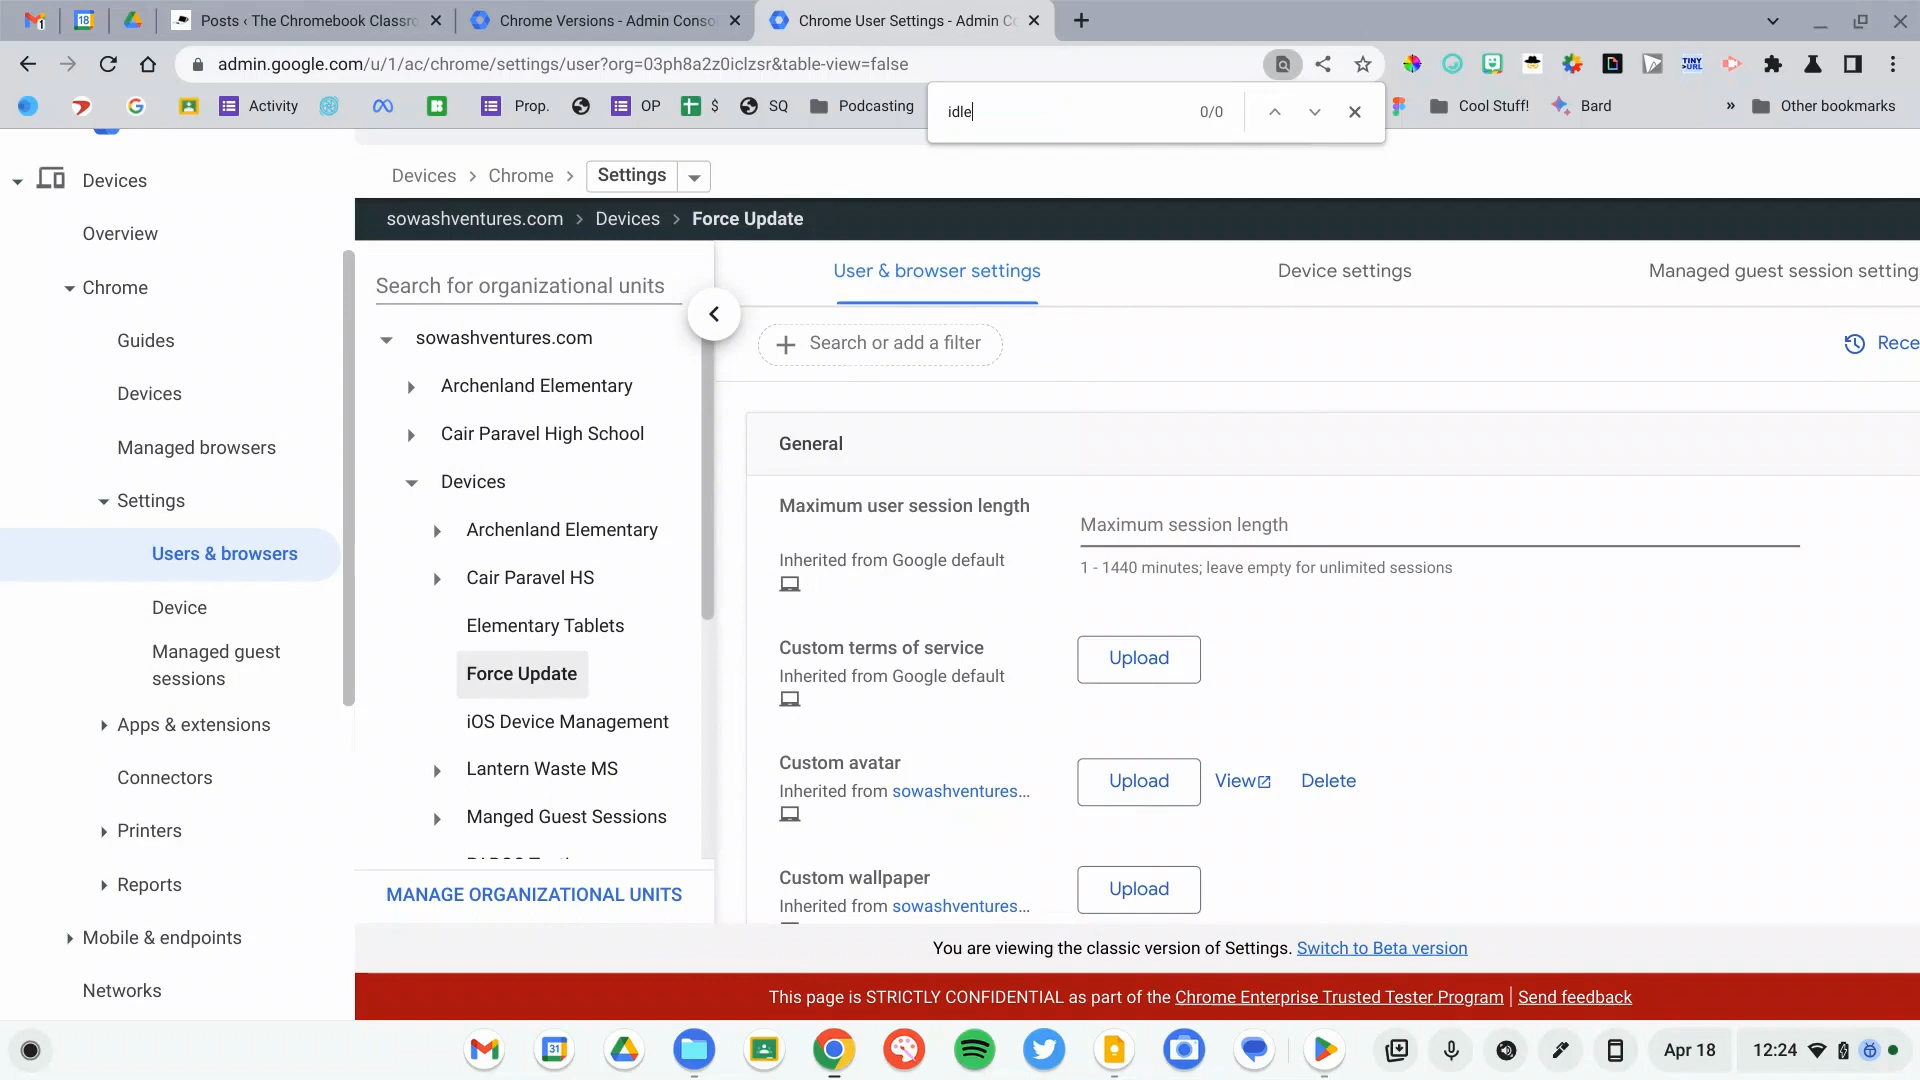 Posts ‹ The Chromebook Classro
Chrome Versions - Admin Conso
Chrome User Settings - Admin C
admin.google.com/u/1/ac/chrome/settings/user?org=03ph8a2z0iclzsr&table-view=false
Activity
Prop.
OP
$
SQ
Podcasting
Cool Stuff!
Bard
»
Other bookmarks
idle
0/0
Devices
Overview
Chrome
Guides
Devices
Managed browsers
Settings
Users & browsers
Device
Managed guest
sessions
Apps & extensions
Connectors
Printers
Reports
Mobile & endpoints
Networks
Devices > Chrome > Settings
sowashventures.com > Devices > Force Update
Search for organizational units
sowashventures.com
Archenland Elementary
Cair Paravel High School
Devices
Archenland Elementary
Cair Paravel HS
Elementary Tablets
Force Update
iOS Device Management
Lantern Waste MS
Manged Guest Sessions
MANAGE ORGANIZATIONAL UNITS
User & browser settings
Device settings
Managed guest session setting
Search or add a filter
Rece
General
Maximum user session length
Inherited from Google default
Maximum session length
1 - 1440 minutes; leave empty for unlimited sessions
Custom terms of service
Inherited from Google default
Upload
Custom avatar
Inherited from sowashventures...
Upload
View
Delete
Custom wallpaper
Inherited from sowashventures...
Upload
You are viewing the classic version of Settings. Switch to Beta version
This page is STRICTLY CONFIDENTIAL as part of the Chrome Enterprise Trusted Tester Program | Send feedback
Apr 18
12:24